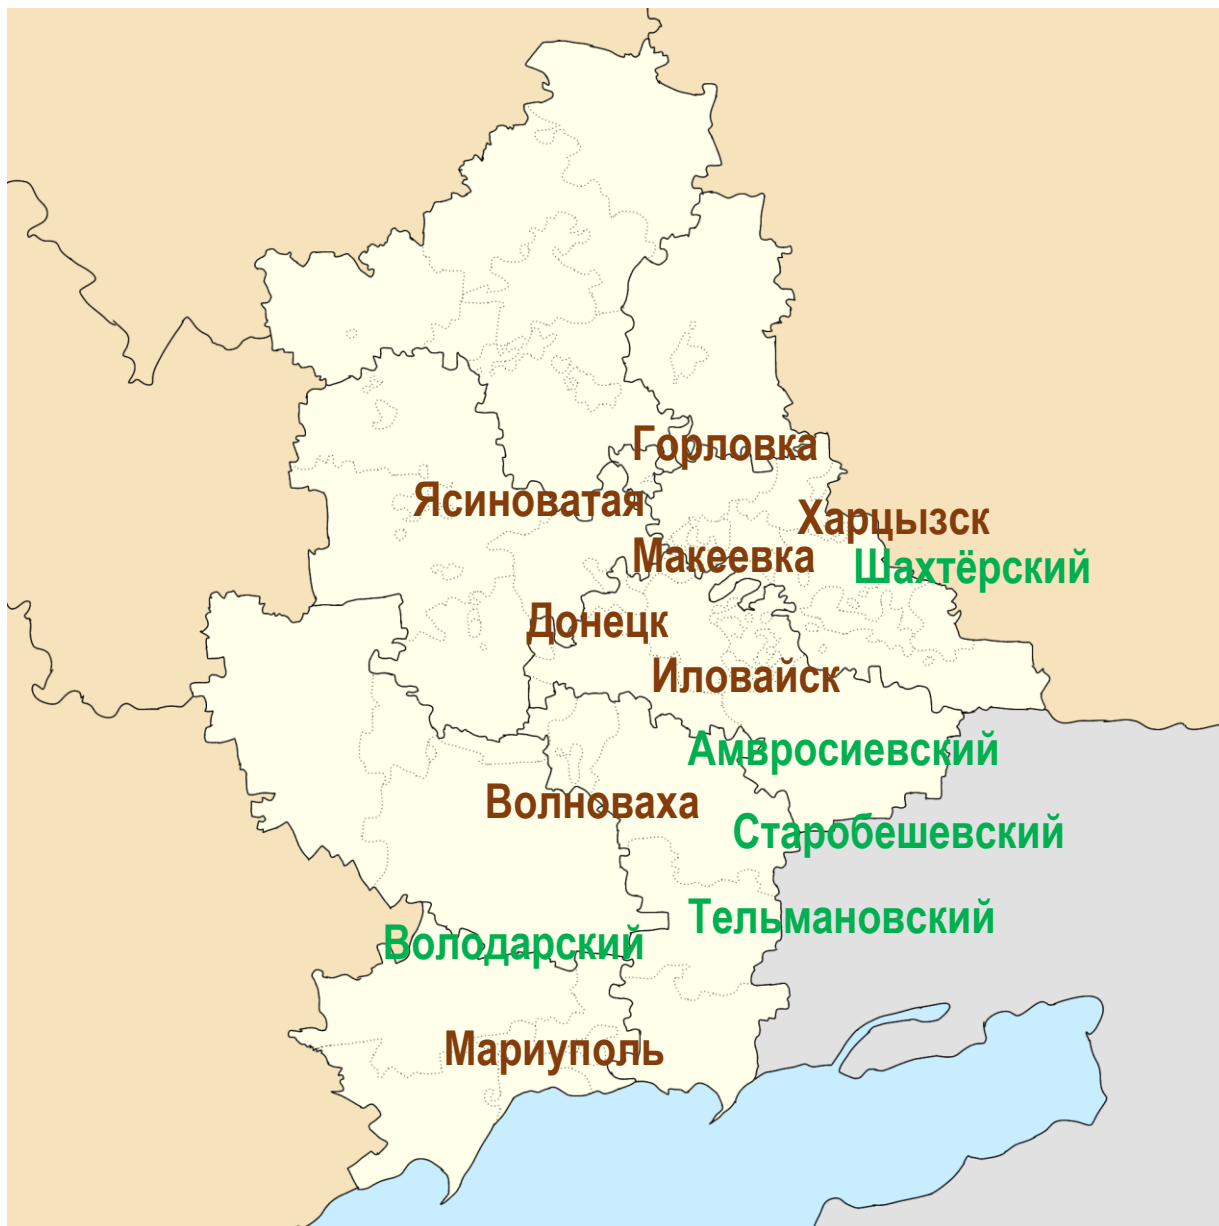 Горловка
Ясиноватая
Харцызск
Макеевка
Шахтёрский
Донецк
Иловайск
Амвросиевский
Волноваха
Старобешевский
Тельмановский
Володарский
Мариуполь